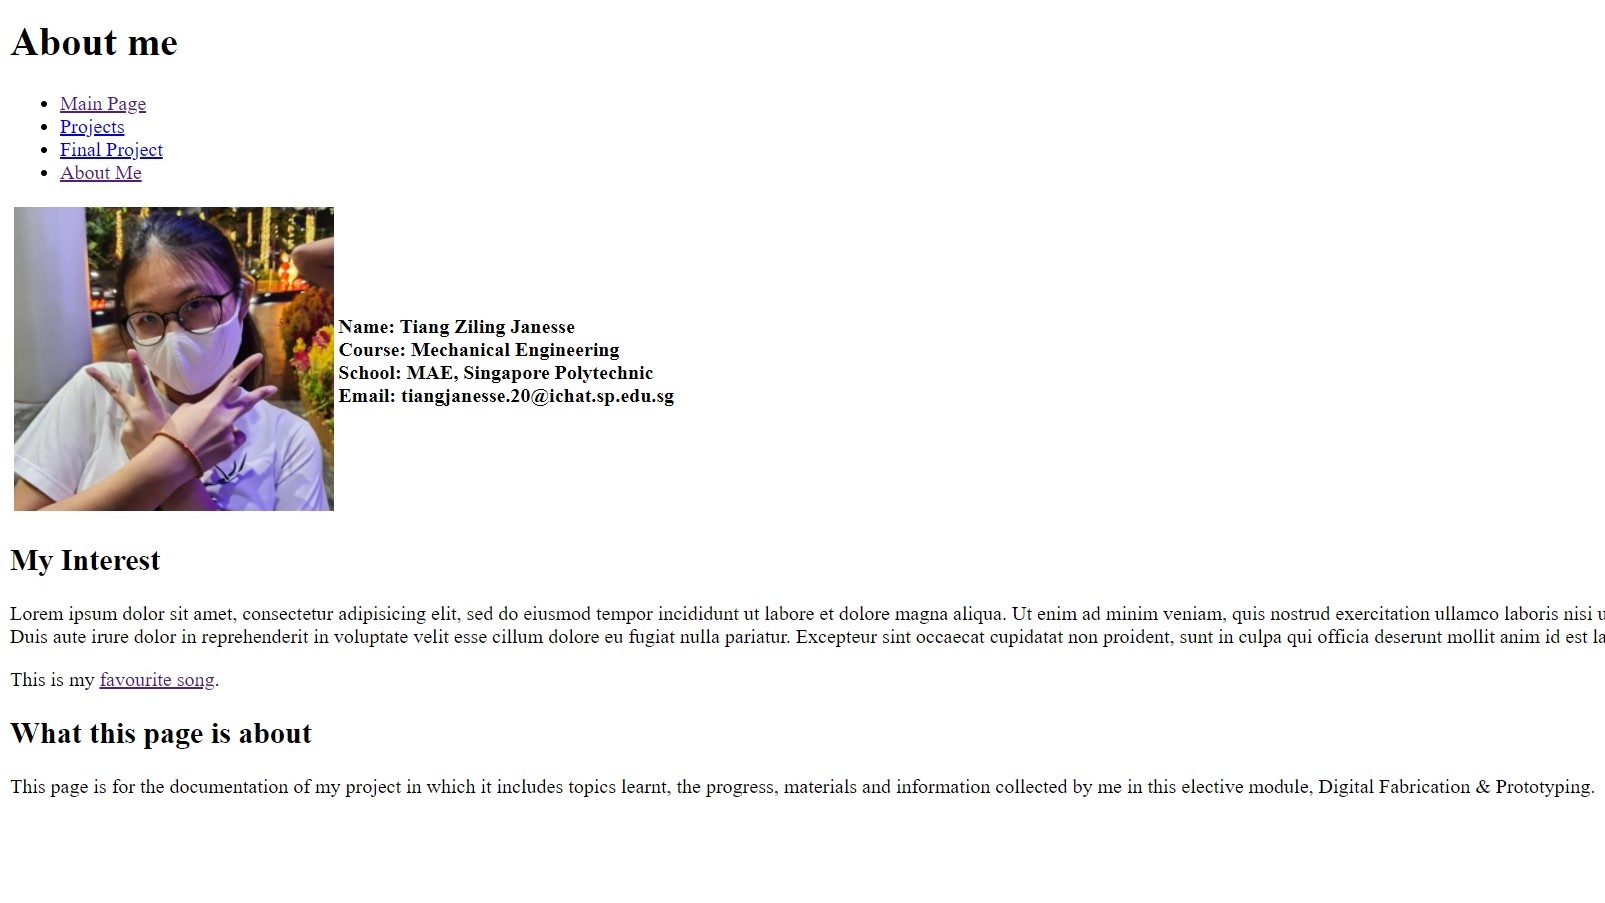 About me
Main Page
Projects
Final Project
About Me
Name: Tiang Ziling Janesse
Course: Mechanical Engineering
School: MAE, Singapore Polytechnic
Email: tiangjanesse.20@ichat.sp.edu.sg
My Interest
Lorem ipsum dolor sit amet, consectetur adipisicing elit, sed do eiusmod tempor incididunt ut labore et dolore magna aliqua. Ut enim ad minim veniam, quis nostrud exercitation ullamco laboris nisi u
Duis aute irure dolor in reprehenderit in voluptate velit esse cillum dolore eu fugiat nulla pariatur. Excepteur sint occaecat cupidatat non proident, sunt in culpa qui officia deserunt mollit anim id est la
This is my favourite song.
What this page is about
This page is for the documentation of my project in which it includes topics learnt, the progress, materials and information collected by me in this elective module, Digital Fabrication & Prototyping.